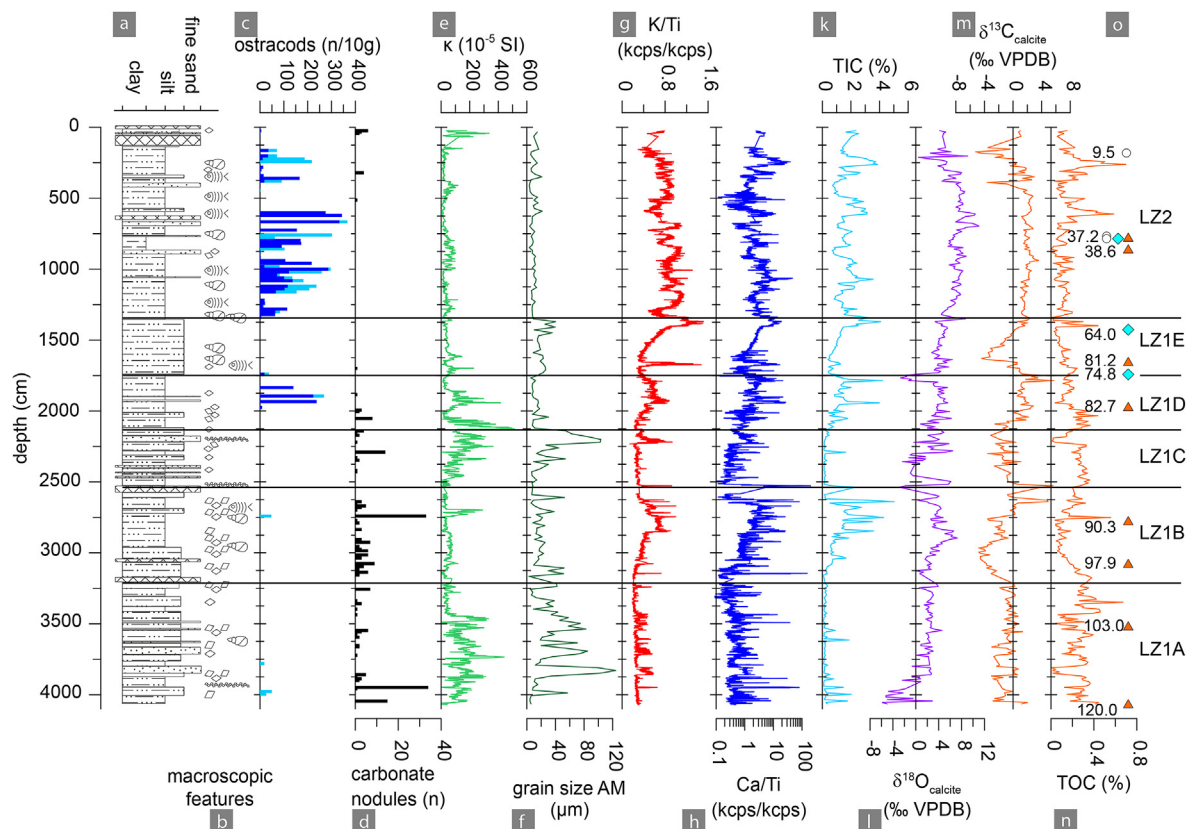 a
c
e
g
k
m
o
K/Ti
(kcps/kcps)
δ13Ccalcite
(‰ VPDB)
clay
silt
fine sand
ostracods (n/10g)
κ (10-5 SI)
TIC (%)
0 100 200 300 400
0 200 400 600
0 0.8 1.6
0 2 4 6
-8 -4 0 4 8
depth (cm)
0
500
1000
1500
2000
2500
3000
3500
4000
9.5
37.2
38.6
64.0
81.2
74.8
82.7
90.3
97.9
103.0
120.0
LZ2
LZ1E
LZ1D
LZ1C
LZ1B
LZ1A
0 20 40
0 40 80 120
0.1 1 10 100
-8 -4 0 4 8 12
0 0.4 0.8
macroscopic
features
carbonate
nodules (n)
grain size AM
(µm)
Ca/Ti
(kcps/kcps)
δ18Ocalcite
(‰ VPDB)
TOC (%)
b
d
f
h
l
n